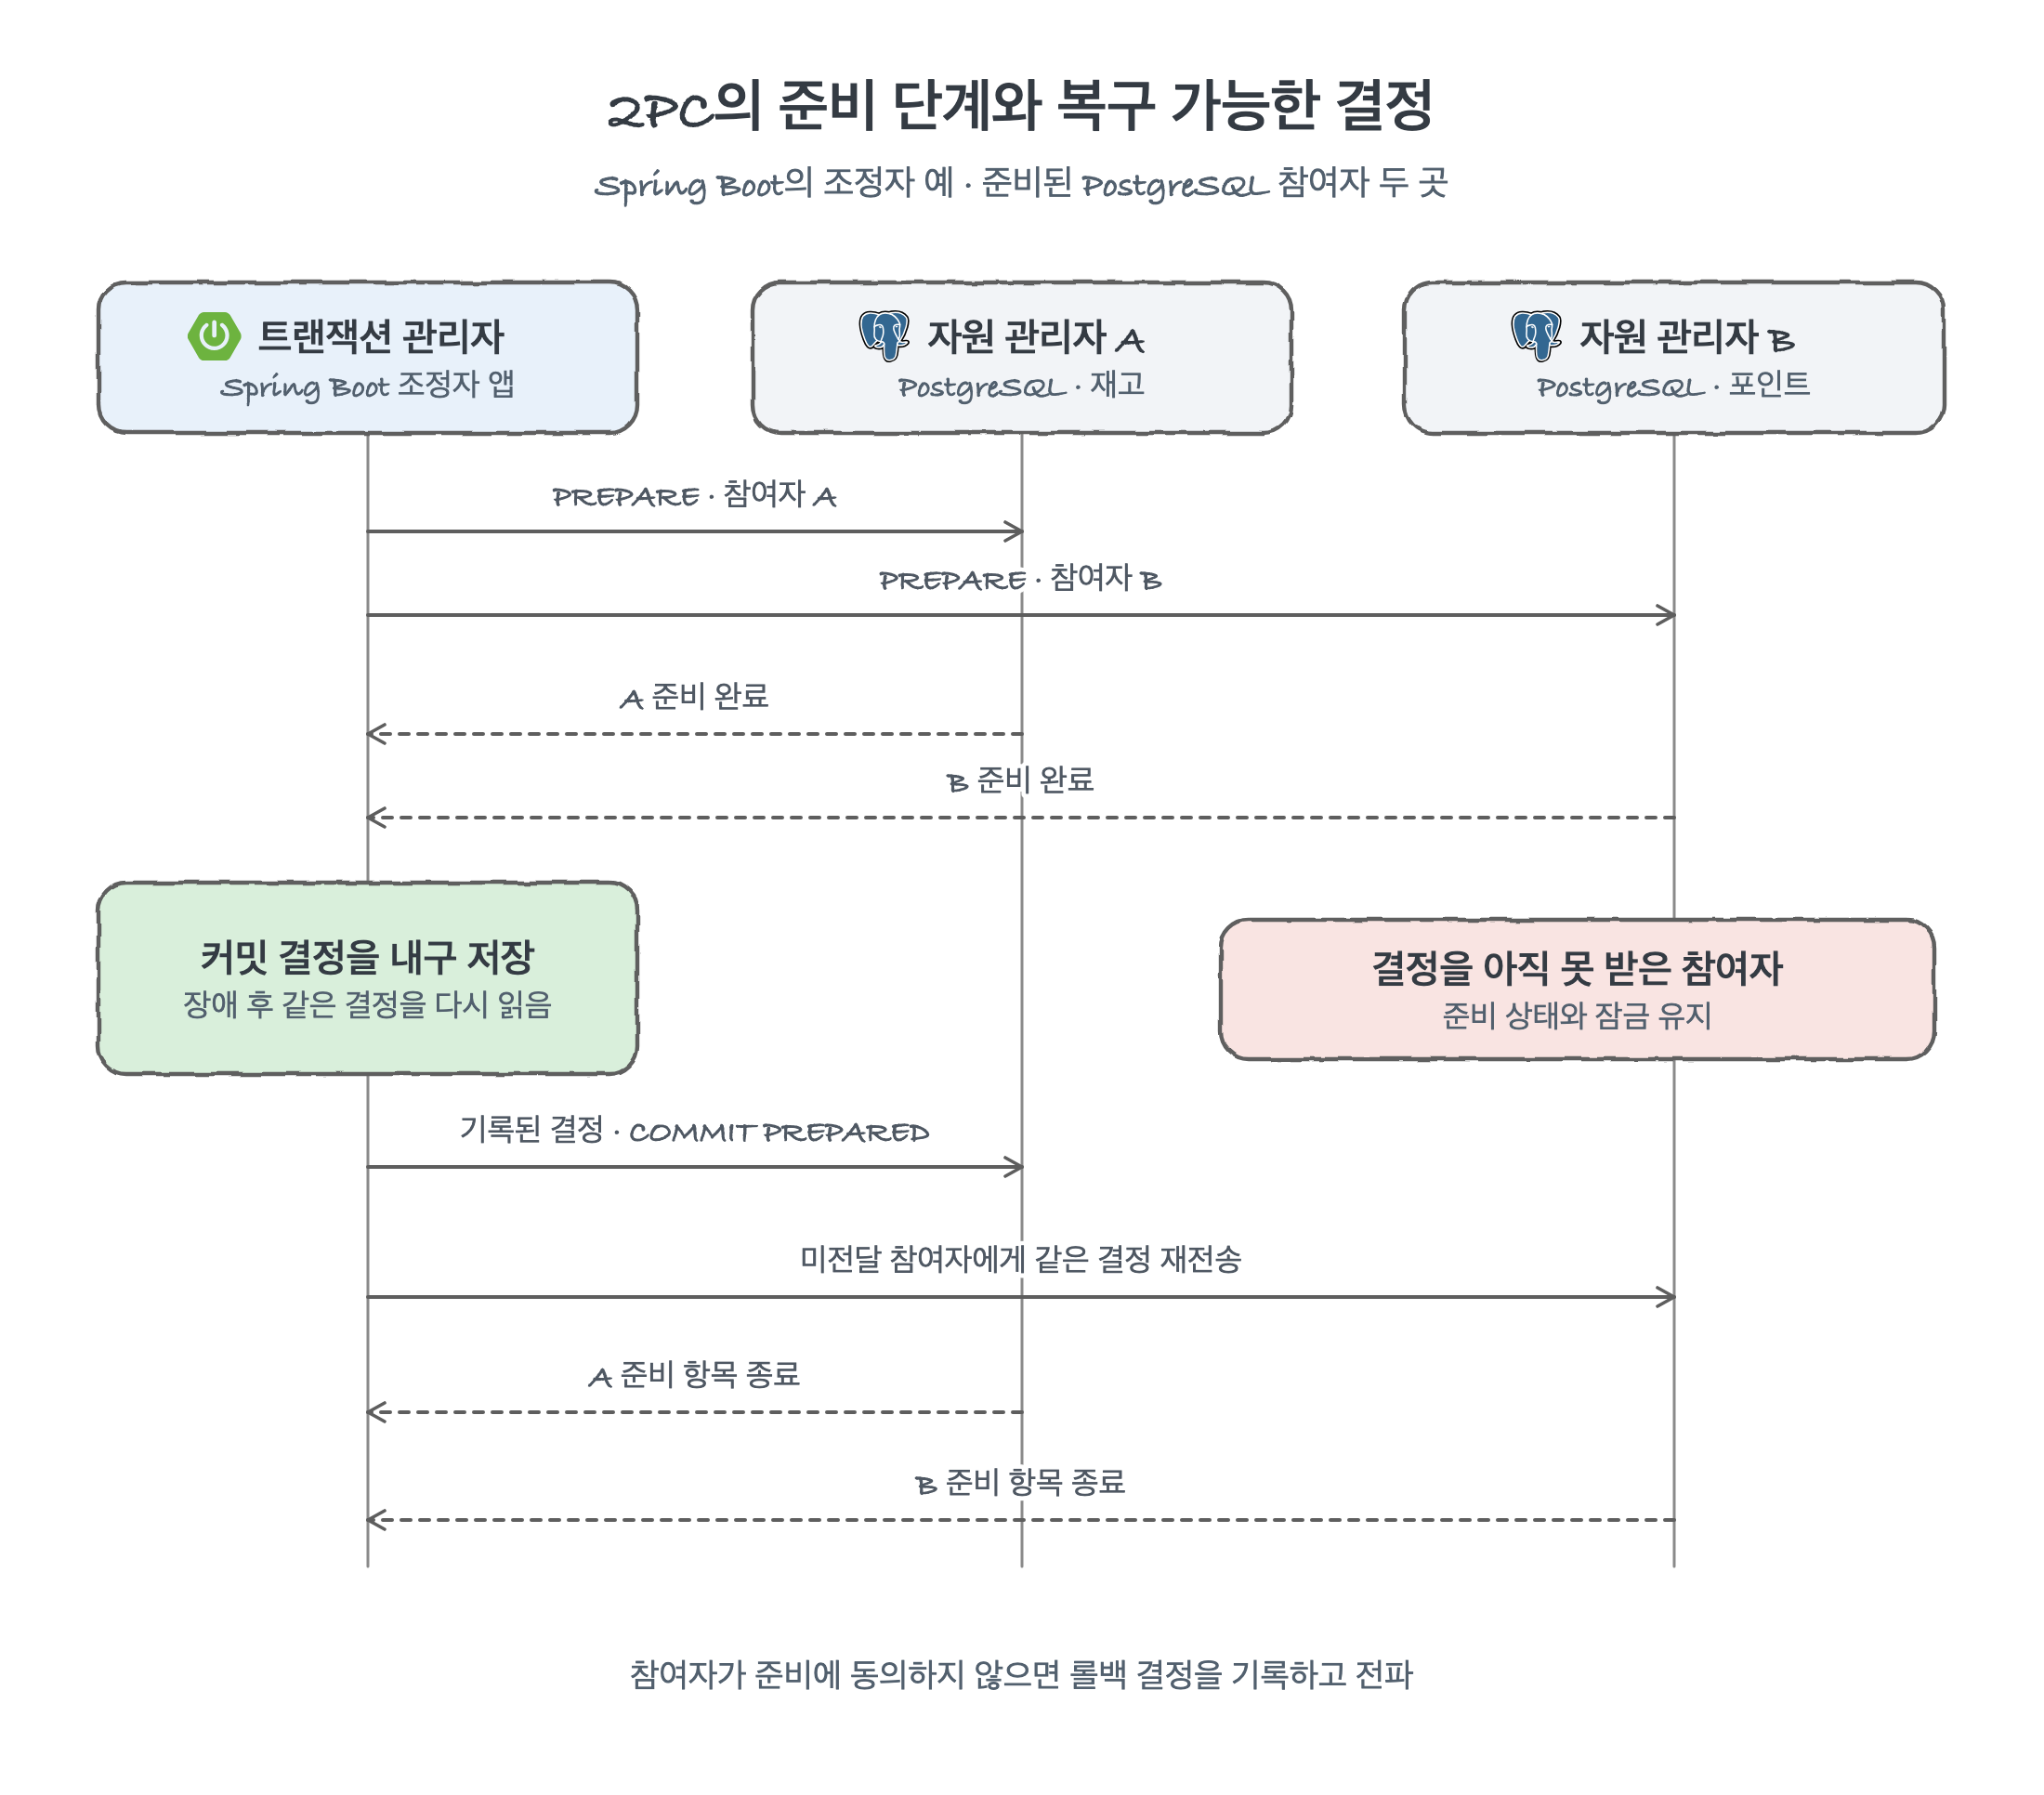 2PC의 준비 단계와 복구 가능한 결정
Spring Boot의 조정자 예 · 준비된 PostgreSQL 참여자 두 곳
트랜잭션 관리자
Spring Boot 조정자 앱
자원 관리자 A
PostgreSQL · 재고
자원 관리자 B
PostgreSQL · 포인트
PREPARE · 참여자 A
PREPARE · 참여자 B
A 준비 완료
B 준비 완료
커밋 결정을 내구 저장
장애 후 같은 결정을 다시 읽음
결정을 아직 못 받은 참여자
준비 상태와 잠금 유지
기록된 결정 · COMMIT PREPARED
미전달 참여자에게 같은 결정 재전송
A 준비 항목 종료
B 준비 항목 종료
참여자가 준비에 동의하지 않으면 롤백 결정을 기록하고 전파